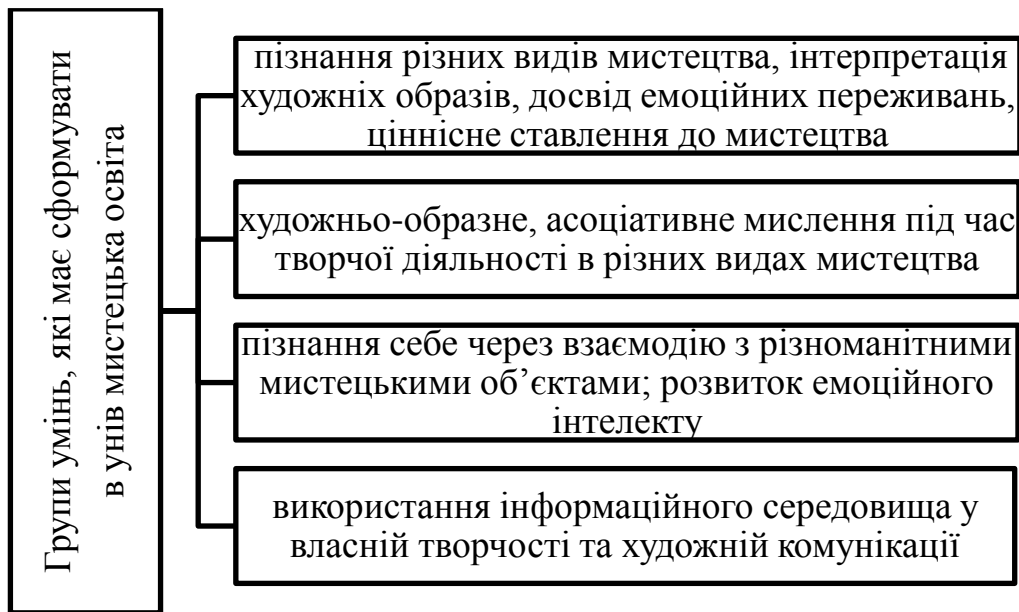 Групи умінь, які має сформувати
в унів мистецька освіта
пізнання різних видів мистецтва, інтерпретація
художніх образів, досвід емоційних переживань,
ціннісне ставлення до мистецтва
художньо-образне, асоціативне мислення під час
творчої діяльності в різних видах мистецтва
пізнання себе через взаємодію з різноманітними
мистецькими об’єктами; розвиток емоційного
інтелекту
використання інформаційного середовища у
власній творчості та художній комунікації